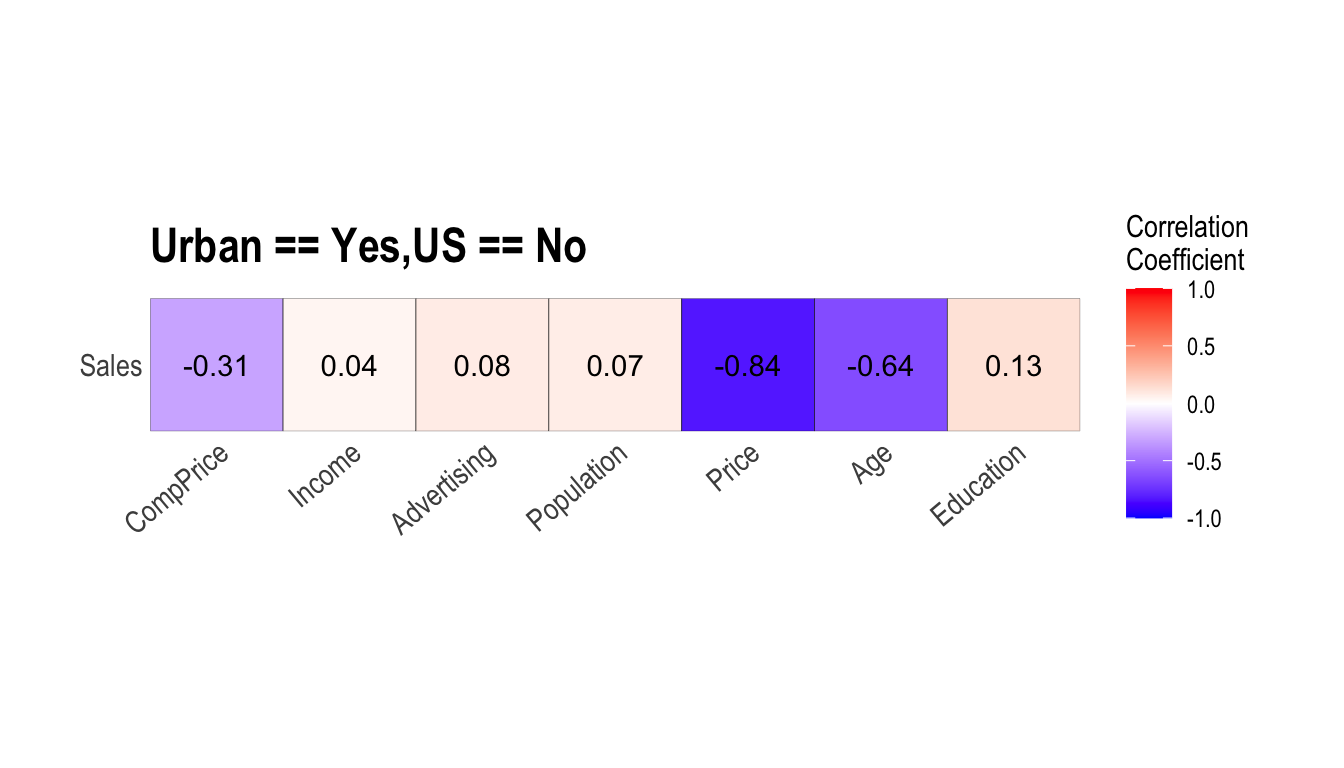 Urban == Yes,US == No
Sales
-0.31
0.04
0.08
0.07
-0.84
-0.64
0.13
CompPrice
Income
Advertising
Population
Price
Age
Education
Correlation
Coefficient
1.0
0.5
0.0
-0.5
-1.0